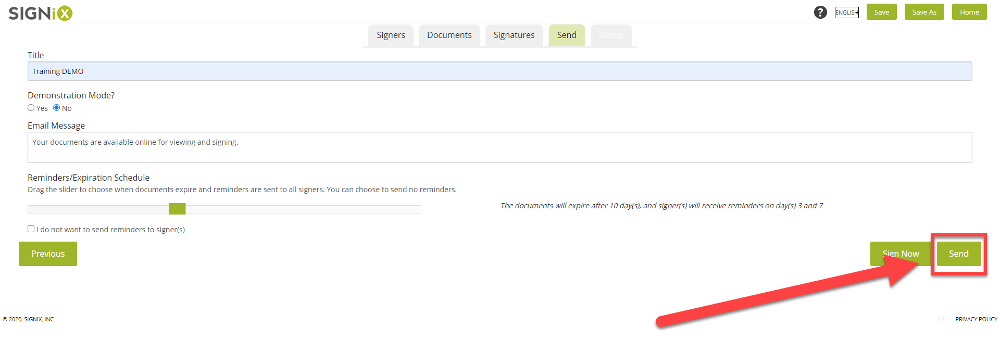 SIGNiX
?
ENGLISH
Save
Save As
Home
Signers
Documents
Signatures
Send
Status
Title
Training DEMO
Demonstration Mode?
Yes
No
Email Message
Your documents are available online for viewing and signing.
Reminders/Expiration Schedule
Drag the slider to choose when documents expire and reminders are sent to all signers. You can choose to send no reminders.
The documents will expire after 10 day(s), and signer(s) will receive reminders on day(s) 3 and 7
I do not want to send reminders to signer(s)
Previous
Sign Now
Send
© 2020, SIGNiX, INC.
WS14 - PRIVACY POLICY